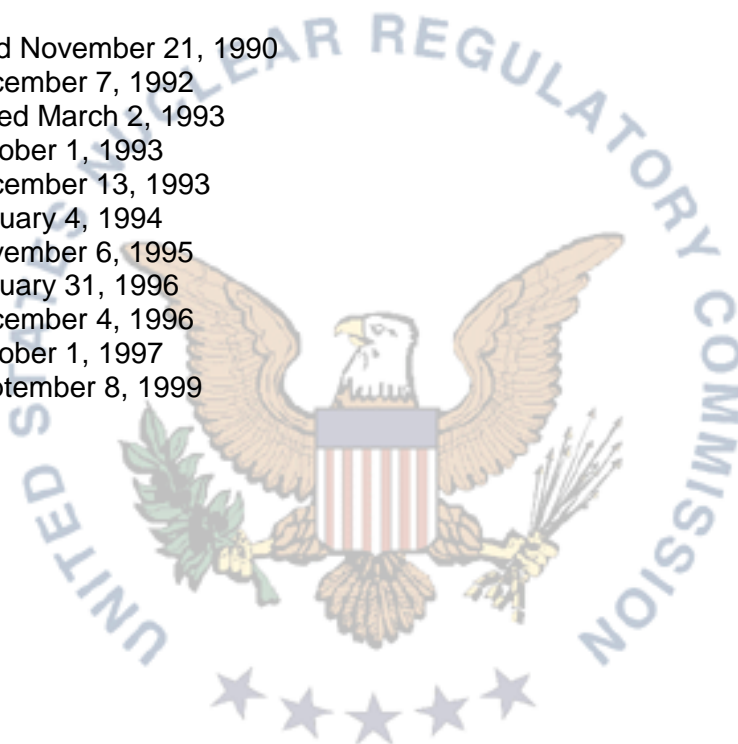 d November 21, 1990
cember 7, 1992
ed March 2, 1993
ober 1, 1993
cember 13, 1993
uary 4, 1994
vember 6, 1995
uary 31, 1996
cember 4, 1996
ober 1, 1997
ptember 8, 1999
UNITED STATES NUCLEAR REGULATORY COMMISSION